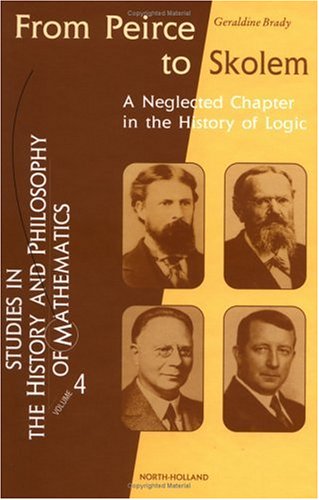 From Peirce
Geraldine Brady
to Skolem
A Neglected Chapter
in the History of Logic
STUDIES IN
THE HISTORY AND PHILOSOPHY
OF MATHEMATICS
VOLUME 4
NORTH-HOLLAND